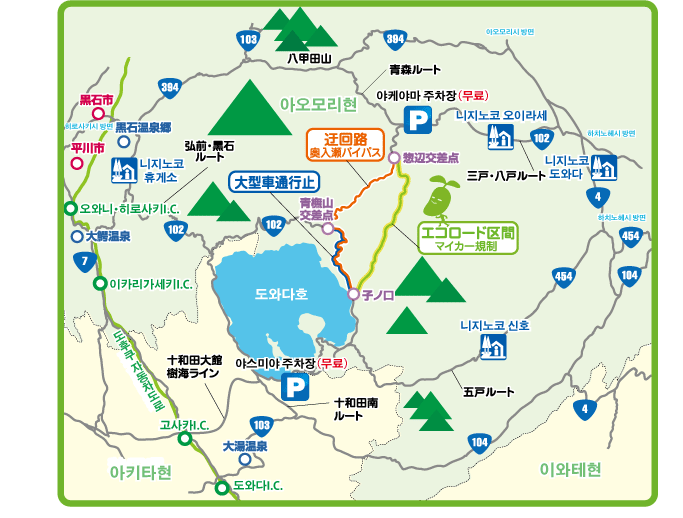 아오모리시 방면
103
394
八甲田山
青森ルート
394
아오모리현
야케야마 주차장(무료)
黒石市
히로사키시 방면
黒石温泉郷
弘前・黒石
ルート
P
니지노코 오이라세
102
하치노헤시 방면
迂回路
奥入瀬バイパス
惣辺交差点
平川市
니지노코
휴게소
大型車通行止
三戸・八戸ルート
니지노코
도와다
4
青橅山
交差点
오와니・히로사키I.C.
102
102
하치노헤시 방면
エコロード区間
マイカー規制
454
大鰐温泉
7
104
454
이카리가세키I.C.
도와다호
子ノ口
니지노코 신호
도호쿠 자동차도로
十和田大館
樹海ライン
야스미야 주차장(무료)
P
五戸ルート
十和田南
ルート
4
고사카I.C.
103
104
大湯温泉
아키타현
이와테현
도와다I.C.